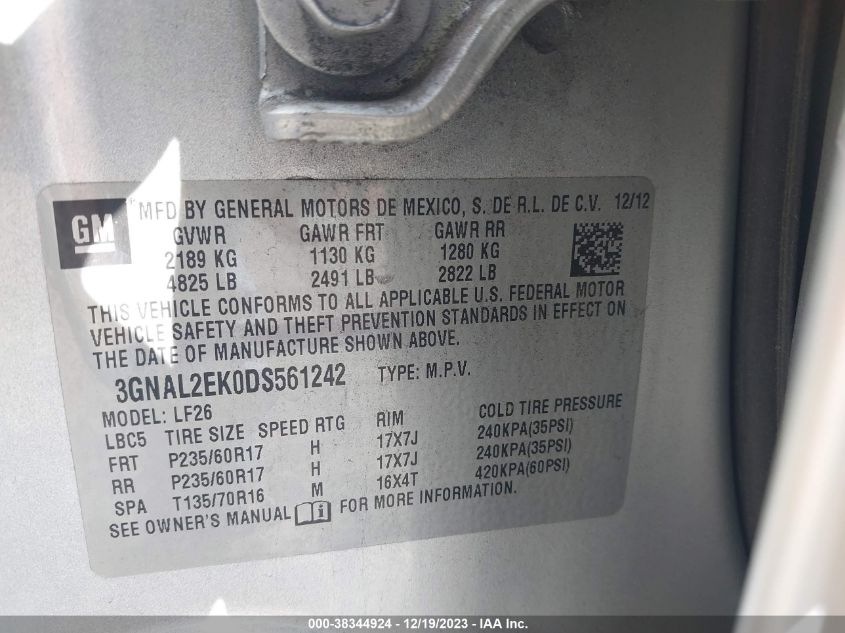 GM
MFD BY GENERAL MOTORS DE MEXICO, S. DE R.L. DE C.V. 12/12
GVWR GAWR FRT GAWR RR
2189 KG 1130 KG 1280 KG
4825 LB 2491 LB 2822 LB
THIS VEHICLE CONFORMS TO ALL APPLICABLE U.S. FEDERAL MOTOR
VEHICLE SAFETY AND THEFT PREVENTION STANDARDS IN EFFECT ON
THE DATE OF MANUFACTURE SHOWN ABOVE.
3GNAL2EK0DS561242 TYPE: M.P.V.
MODEL: LF26
LBC5 TIRE SIZE SPEED RTG RIM COLD TIRE PRESSURE
FRT P235/60R17 H 17X7J 240KPA(35PSI)
RR P235/60R17 H 17X7J 240KPA(35PSI)
SPA T135/70R16 M 16X4T 420KPA(60PSI)
SEE OWNER'S MANUAL i FOR MORE INFORMATION.
000-38344924 - 12/19/2023 - IAA Inc.